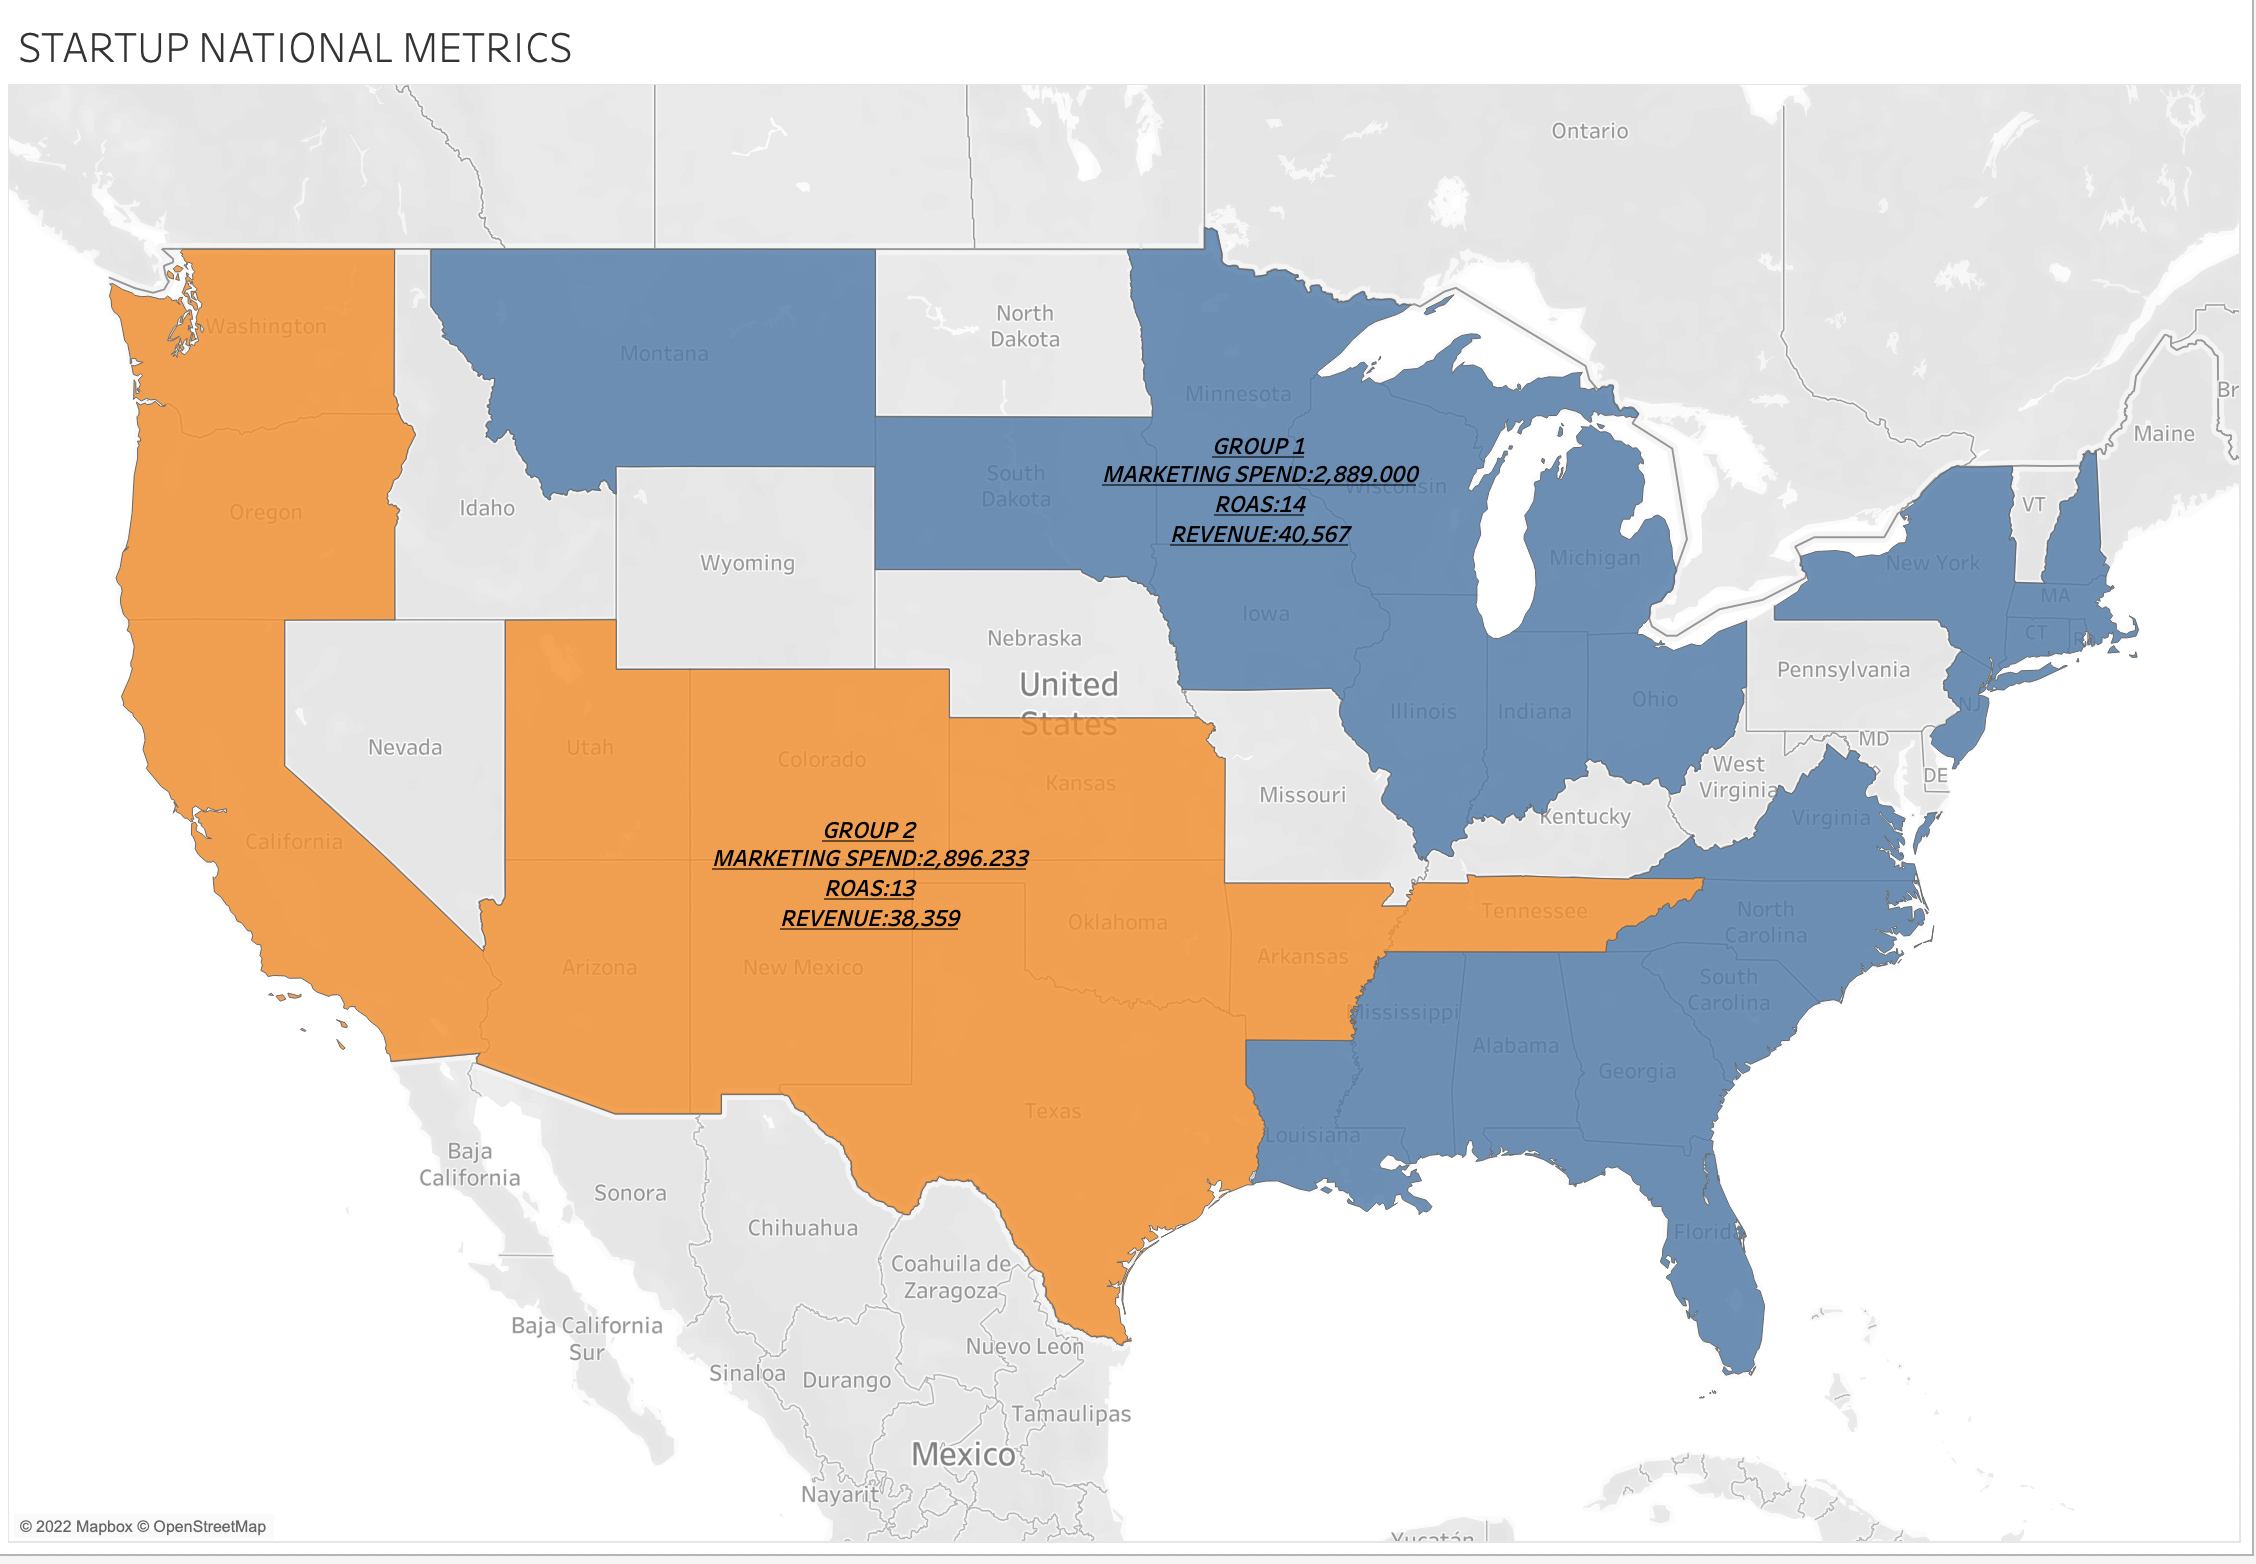 STARTUP NATIONAL METRICS
Ontario
Washington
Montana
North
Dakota
Minnesota
Br
Maine
GROUP 1
MARKETING SPEND:2,889.000
ROAS:14
REVENUE:40,567
South
Dakota
Wisconsin
Oregon
Idaho
VT
Wyoming
Michigan
New York
MA
Iowa
CT
RI
Nebraska
United
States
Pennsylvania
Illinois
Indiana
Ohio
NJ
Nevada
Utah
Colorado
Kansas
MD
West
Virginia
DE
Missouri
Kentucky
Virginia
California
GROUP 2
MARKETING SPEND:2,896.233
ROAS:13
REVENUE:38,359
Oklahoma
Tennessee
North
Carolina
Arizona
New Mexico
Arkansas
South
Carolina
Mississippi
Alabama
Georgia
Texas
Louisiana
Baja
California
Sonora
Chihuahua
Florida
Coahuila de
Zaragoza
Baja California
Sur
Nuevo León
Sinaloa
Durango
Tamaulipas
Mexico
Nayarit
Yucatán
© 2022 Mapbox © OpenStreetMap